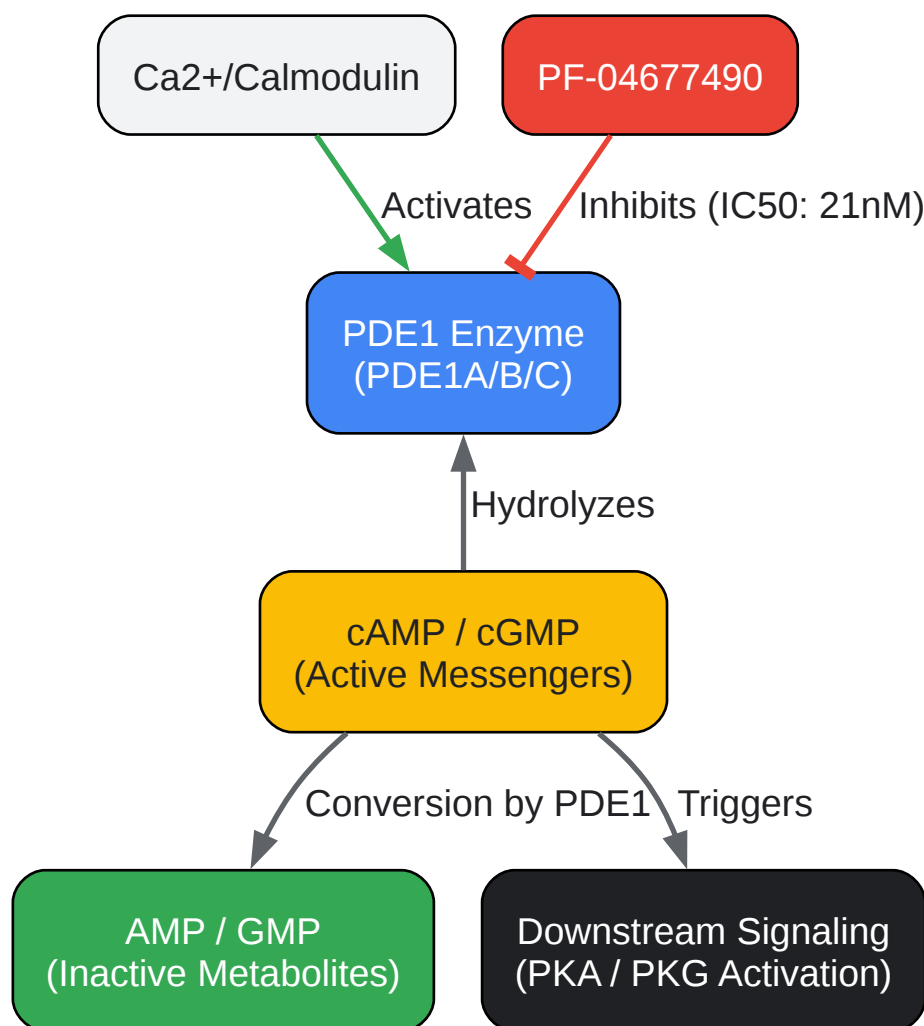 Ca2+/Calmodulin
PF-04677490
Activates
Inhibits (IC50: 21nM)
PDE1 Enzyme
(PDE1A/B/C)
Hydrolyzes
cAMP / cGMP
(Active Messengers)
Conversion by PDE1
Triggers
AMP / GMP
(Inactive Metabolites)
Downstream Signaling
(PKA / PKG Activation)